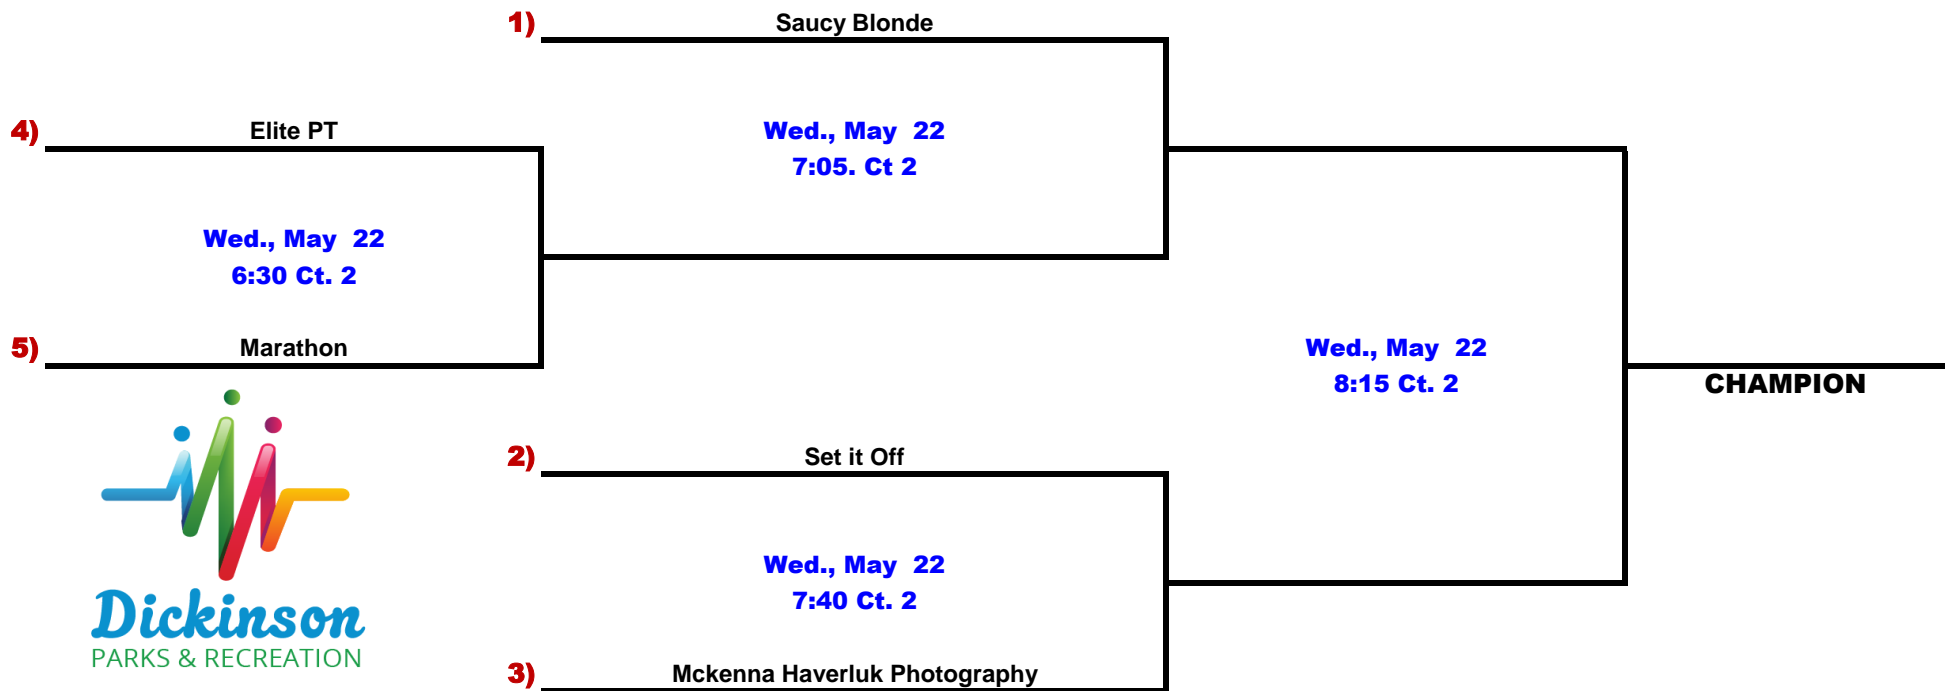 1) Saucy Blonde
4) Elite PT
Wed., May  22
7:05. Ct 2
Wed., May  22
6:30 Ct. 2
5) Marathon
Wed., May  22
8:15 Ct. 2
CHAMPION
2) Set it Off
Wed., May  22
7:40 Ct. 2
Dickinson
PARKS & RECREATION
3) Mckenna Haverluk Photography